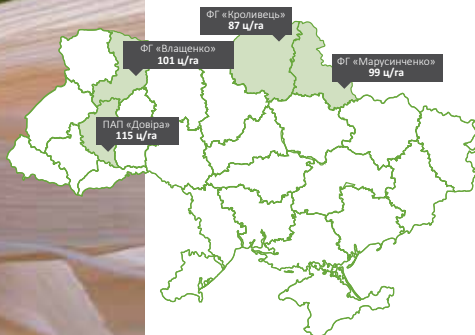 ФГ «Кроливець»
87 ц/га
ФГ «Влащенко»
101 ц/га
ФГ «Марусинченко»
99 ц/га
ПАП «Довіра»
115 ц/га